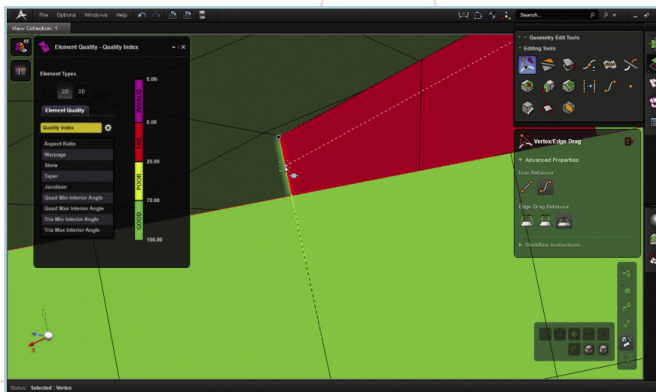 File Options Windows Help
Search...
View Collection: 1
Element Quality - Quality Index
Element Types
2D 3D
Element Quality
Quality Index
Aspect Ratio
Warpage
Skew
Taper
Jacobian
Quad Min Interior Angle
Quad Max Interior Angle
Tria Min Interior Angle
Tria Max Interior Angle
0.00-
INVALID
0.00-
FAIL
20.00
POOR
70.00
GOOD
100.00
Geometry Edit Tools
Editing Tools
Vertex/Edge Drag
Advanced Properties
Line Behavior
Edge Drag Behavior
Workflow Instructions
X
Status: Selected : Vertex